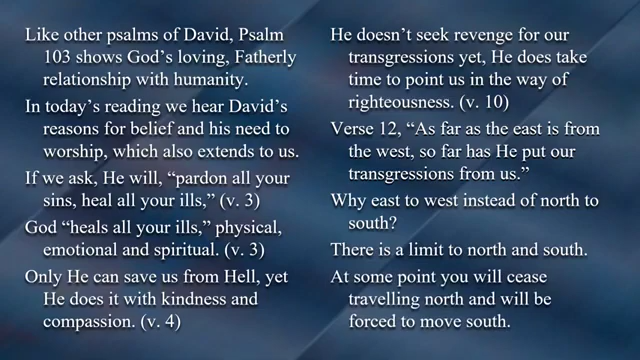 Like other psalms of David, Psalm
103 shows God's loving, Fatherly
relationship with humanity.
In today's reading we hear David's
reasons for belief and his need to
worship, which also extends to us.
If we ask, He will, “pardon all your
sins, heal all your ills,” (v. 3)
God “heals all your ills,” physical,
emotional and spiritual. (v. 3)
Only He can save us from Hell, yet
He does it with kindness and
compassion. (v. 4)
He doesn't seek revenge for our
transgressions yet, He does take
time to point us in the way of
righteousness. (v. 10)
Verse 12, “As far as the east is from
the west, so far has He put our
transgressions from us.”
Why east to west instead of north to
south?
There is a limit to north and south.
At some point you will cease
travelling north and will be
forced to move south.